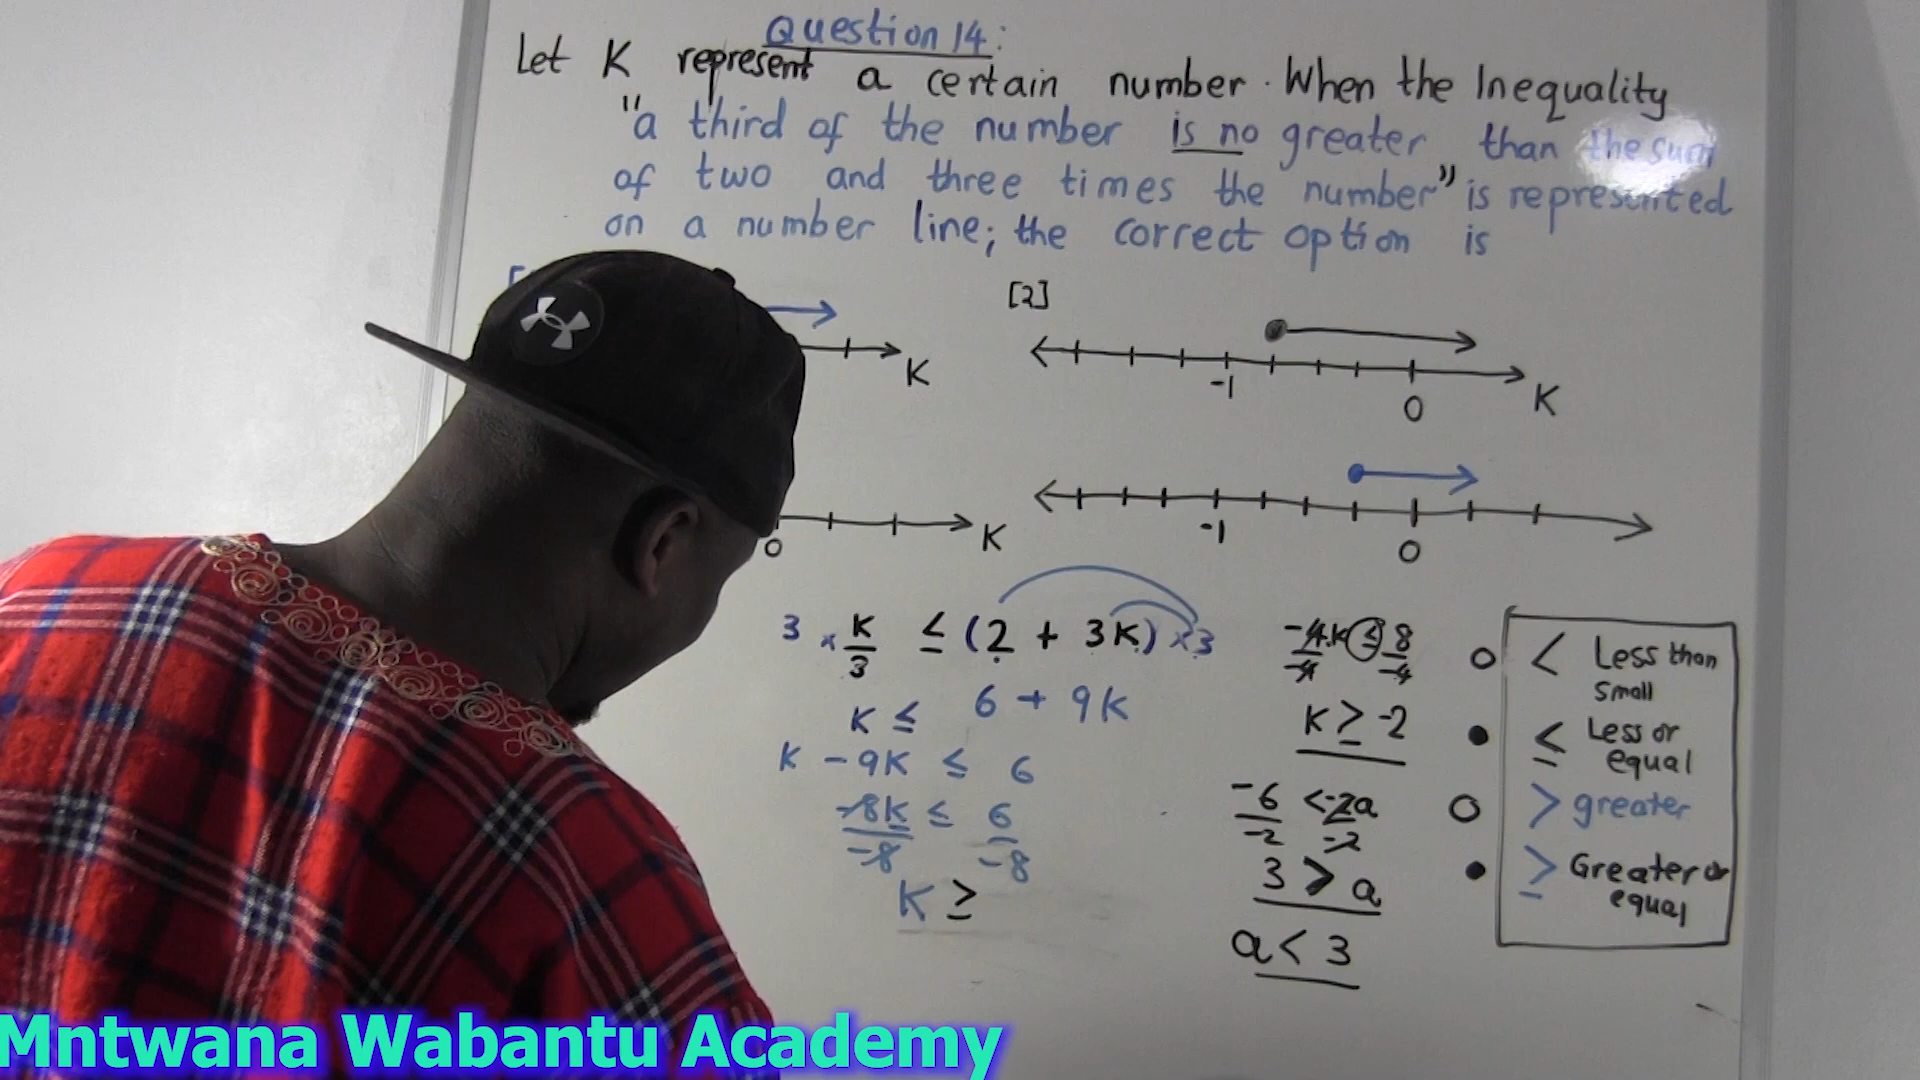 Question 14:
Let K represent a certain number. When the Inequality
"a third of the number is no greater than the sum
of two and three times the number" is represented
on a number line; the correct option is
[2]
K
-1
0
K
0
K
-1
0
3 × K/3 ≤ (2 + 3K) × 3
K ≤ 6 + 9K
K - 9K ≤ 6
-8K/-8 ≤ 6/-8
K ≥
-4K/-4 ≤ 8/-4
K ≥ -2
-6/-2 < -2a/-2
3 > a
a < 3
< Less than
small
≤ Less or
equal
> greater
≥ Greater or
equal
Mntwana Wabantu Academy